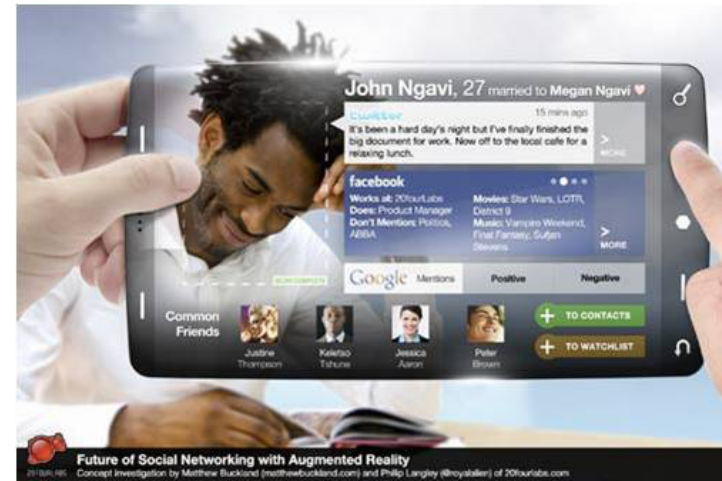 John Ngavi, 27 married to Megan Ngavi
twitter
15 mins ago
It's been a hard day's night but I've finally finished the
big document for work. Now off to the local cafe for a
relaxing lunch.
>
MORE
facebook
Works at: 20fourLabs
Does: Product Manager
Don't Mention: Politics,
ABBA
Movies: Star Wars, LOTR,
District 9
Music: Vampire Weekend,
Final Fantasy, Sufjan
Stevens
>
MORE
SCAN COMPLETE
Google Mentions Positive Negative
Common
Friends
Justine
Thompson
Keletso
Tshune
Jessica
Aaron
Peter
Brown
+ TO CONTACTS
+ TO WATCHLIST
20FOURLABS
Future of Social Networking with Augmented Reality
Concept investigation by Matthew Buckland (matthewbuckland.com) and Philip Langley (@royalalien) of 20fourlabs.com